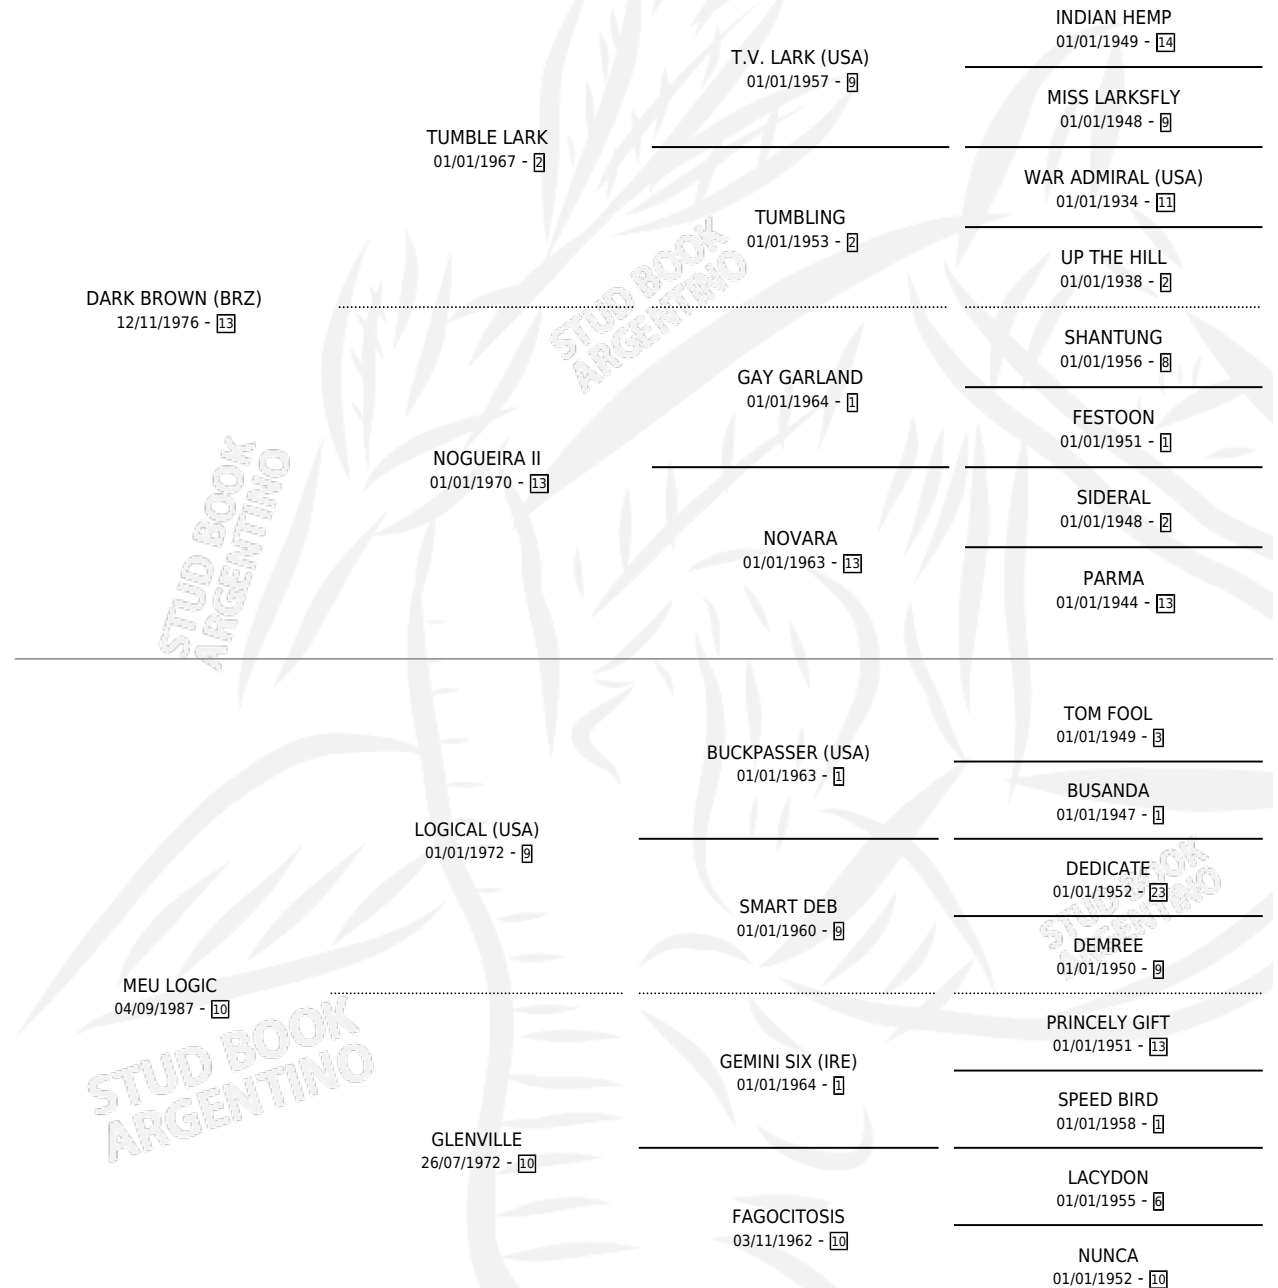 INDIAN HEMP
01/01/1949 - 14
T.V. LARK (USA)
01/01/1957 - 9
MISS LARKSFLY
01/01/1948 - 9
TUMBLE LARK
01/01/1967 - 2
WAR ADMIRAL (USA)
01/01/1934 - 11
TUMBLING
01/01/1953 - 2
UP THE HILL
01/01/1938 - 2
DARK BROWN (BRZ)
12/11/1976 - 13
STUD BOOK
ARGENTINO
SHANTUNG
01/01/1956 - 8
GAY GARLAND
01/01/1964 - 1
FESTOON
01/01/1951 - 1
NOGUEIRA II
01/01/1970 - 13
SIDERAL
01/01/1948 - 2
NOVARA
01/01/1963 - 13
PARMA
01/01/1944 - 13
STUD BOOK
ARGENTINO
TOM FOOL
01/01/1949 - 3
BUCKPASSER (USA)
01/01/1963 - 1
BUSANDA
01/01/1947 - 1
LOGICAL (USA)
01/01/1972 - 9
DEDICATE
01/01/1952 - 23
SMART DEB
01/01/1960 - 9
STUD BOOK
ARGENTINO
DEMREE
01/01/1950 - 9
MEU LOGIC
04/09/1987 - 10
PRINCELY GIFT
01/01/1951 - 13
GEMINI SIX (IRE)
01/01/1964 - 1
STUD BOOK
ARGENTINO
SPEED BIRD
01/01/1958 - 1
GLENVILLE
26/07/1972 - 10
LACYDON
01/01/1955 - 6
FAGOCITOSIS
03/11/1962 - 10
NUNCA
01/01/1952 - 10